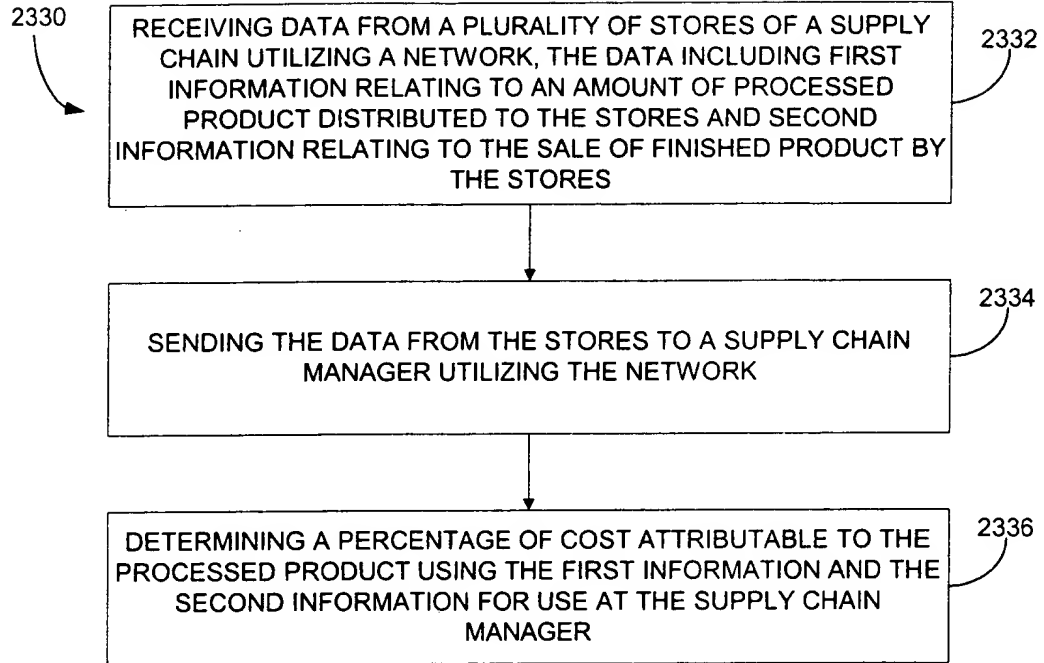 2330
RECEIVING DATA FROM A PLURALITY OF STORES OF A SUPPLY
CHAIN UTILIZING A NETWORK, THE DATA INCLUDING FIRST
INFORMATION RELATING TO AN AMOUNT OF PROCESSED
PRODUCT DISTRIBUTED TO THE STORES AND SECOND
INFORMATION RELATING TO THE SALE OF FINISHED PRODUCT BY
THE STORES
2332
SENDING THE DATA FROM THE STORES TO A SUPPLY CHAIN
MANAGER UTILIZING THE NETWORK
2334
DETERMINING A PERCENTAGE OF COST ATTRIBUTABLE TO THE
PROCESSED PRODUCT USING THE FIRST INFORMATION AND THE
SECOND INFORMATION FOR USE AT THE SUPPLY CHAIN
MANAGER
2336